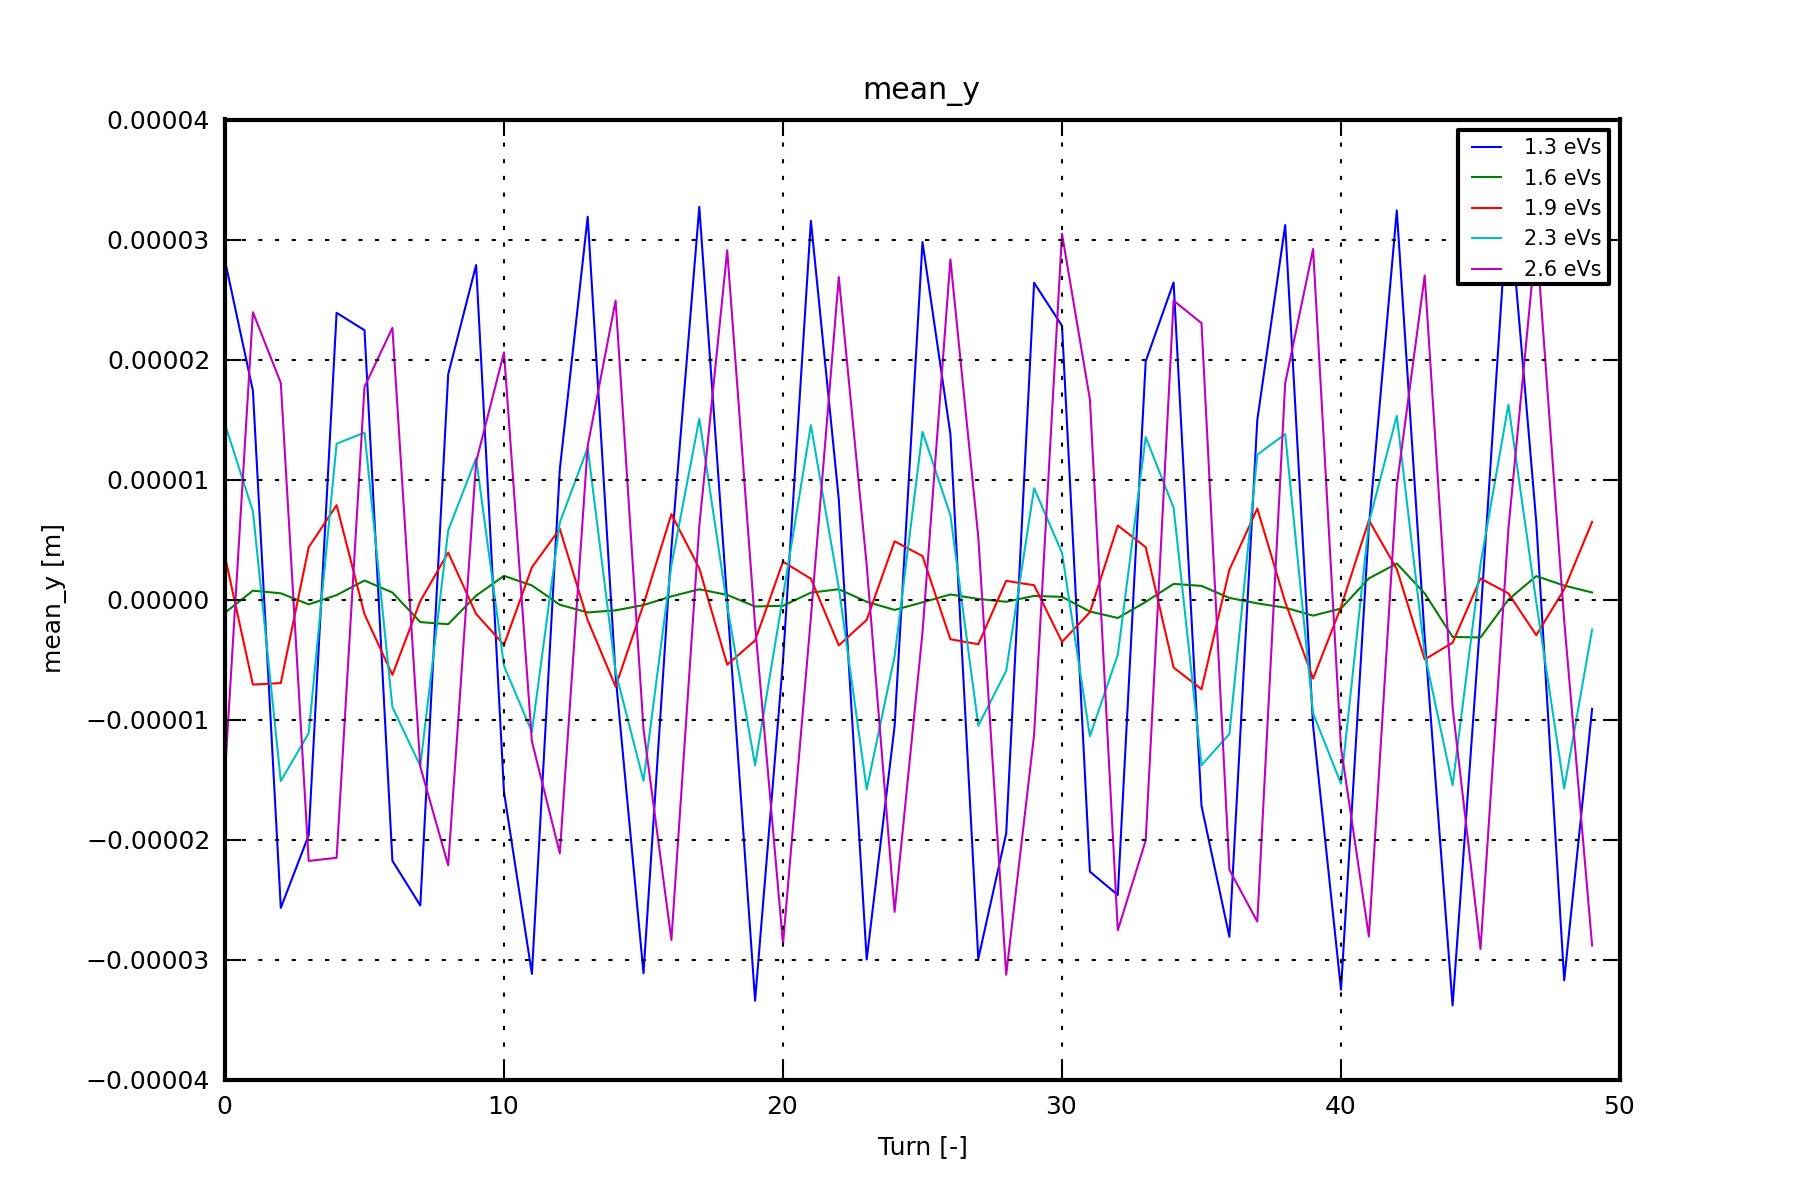 mean_y
0.00004
0.00003
0.00002
0.00001
0.00000
−0.00001
−0.00002
−0.00003
−0.00004
mean_y [m]
1.3 eVs
1.6 eVs
1.9 eVs
2.3 eVs
2.6 eVs
0 10 20 30 40 50
Turn [-]